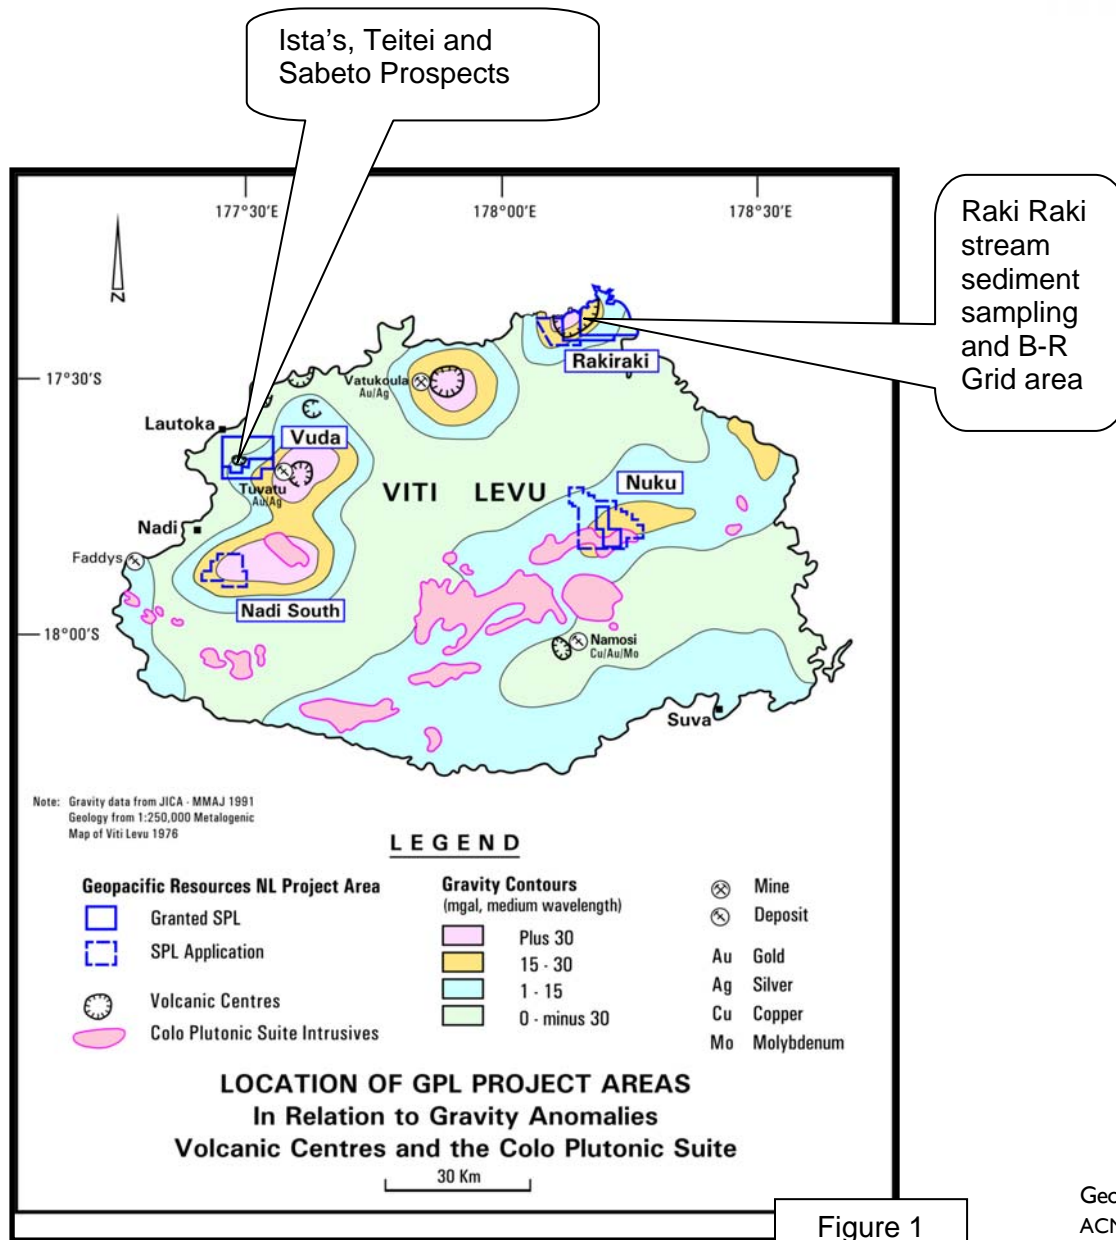 Ista's, Teitei and
Sabeto Prospects
Raki Raki
stream
sediment
sampling
and B-R
Grid area
177°30'E
178°00'E
178°30'E
N
17°30'S
18°00'S
Rakiraki
Vatukoula
Au/Ag
Lautoka
Vuda
Tuvatu
Au/Ag
VITI LEVU
Nuku
Nadi
Faddys
Nadi South
Namosi
Cu/Au/Mo
Suva
Note: Gravity data from JICA - MMAJ 1991
Geology from 1:250,000 Metalogenic
Map of Viti Levu 1976
LEGEND
Geopacific Resources NL Project Area
Granted SPL
SPL Application
Volcanic Centres
Colo Plutonic Suite Intrusives
Gravity Contours
(mgal, medium wavelength)
Plus 30
15 - 30
1 - 15
0 - minus 30
Mine
Deposit
Au Gold
Ag Silver
Cu Copper
Mo Molybdenum
LOCATION OF GPL PROJECT AREAS
In Relation to Gravity Anomalies
Volcanic Centres and the Colo Plutonic Suite
30 Km
Figure 1
Geo
ACN